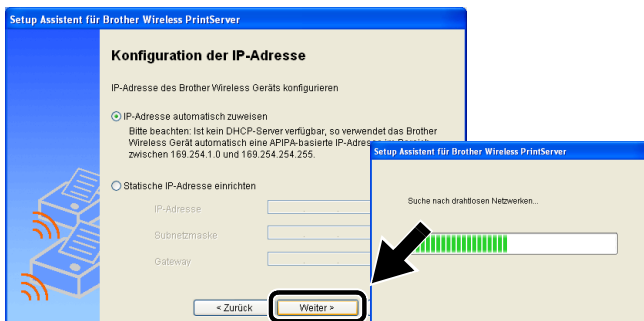 Setup Assistent für Brother Wireless PrintServer
Konfiguration der IP-Adresse
IP-Adresse des Brother Wireless Geräts konfigurieren
IP-Adresse automatisch zuweisen
Bitte beachten: Ist kein DHCP-Server verfügbar, so verwendet das Brother
Wireless Gerät automatisch eine APIPA-basierte IP-Adresse im Bereich
zwischen 169.254.1.0 und 169.254.254.255.
Statische IP-Adresse einrichten
IP-Adresse
Subnetzmaske
Gateway
< Zurück
Weiter >
Setup Assistent für Brother Wireless PrintServer
Suche nach drahtlosen Netzwerken...